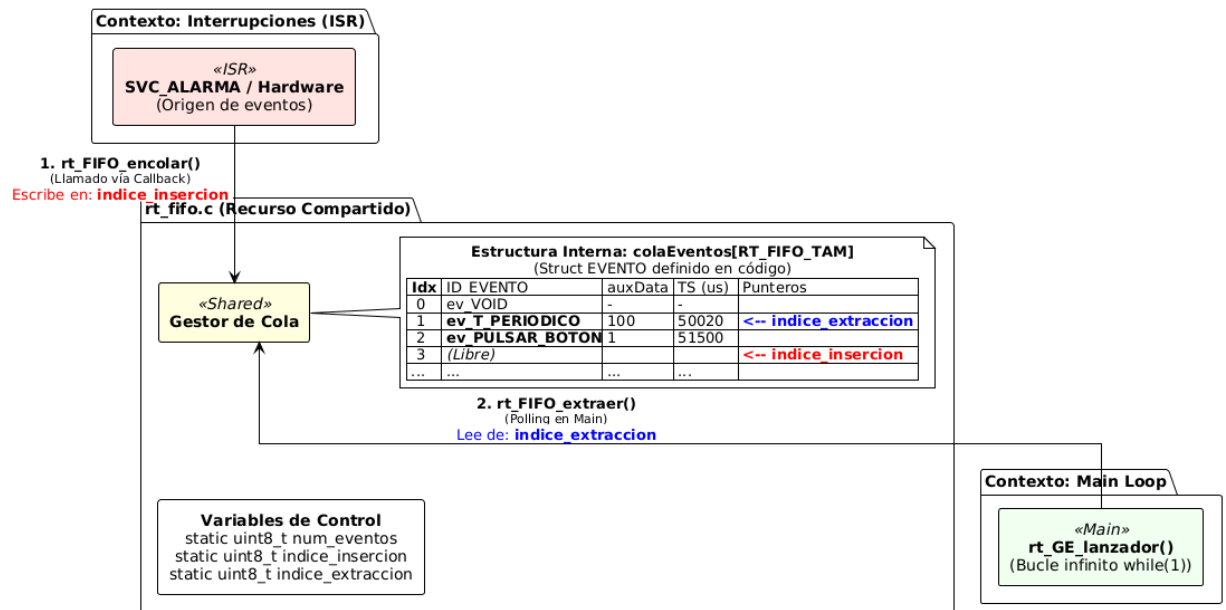 Contexto: Interrupciones (ISR)
«ISR»
SVC_ALARMA / Hardware
(Origen de eventos)
1. rt_FIFO_encolar()
(Llamado vía Callback)
Escribe en: indice_insercion
rt_fifo.c (Recurso Compartido)
Estructura Interna: colaEventos[RT_FIFO_TAM]
(Struct EVENTO definido en código)
Idx ID_EVENTO auxData TS (us) Punteros
0 ev_VOID - -
1 ev_T_PERIODICO 100 50020 <-- indice_extraccion
2 ev_PULSAR_BOTON 1 51500
3 (Libre) <-- indice_insercion
... ... ... ...
«Shared»
Gestor de Cola
2. rt_FIFO_extraer()
(Polling en Main)
Lee de: indice_extraccion
Variables de Control
static uint8_t num_eventos
static uint8_t indice_insercion
static uint8_t indice_extraccion
Contexto: Main Loop
«Main»
rt_GE_lanzador()
(Bucle infinito while(1))